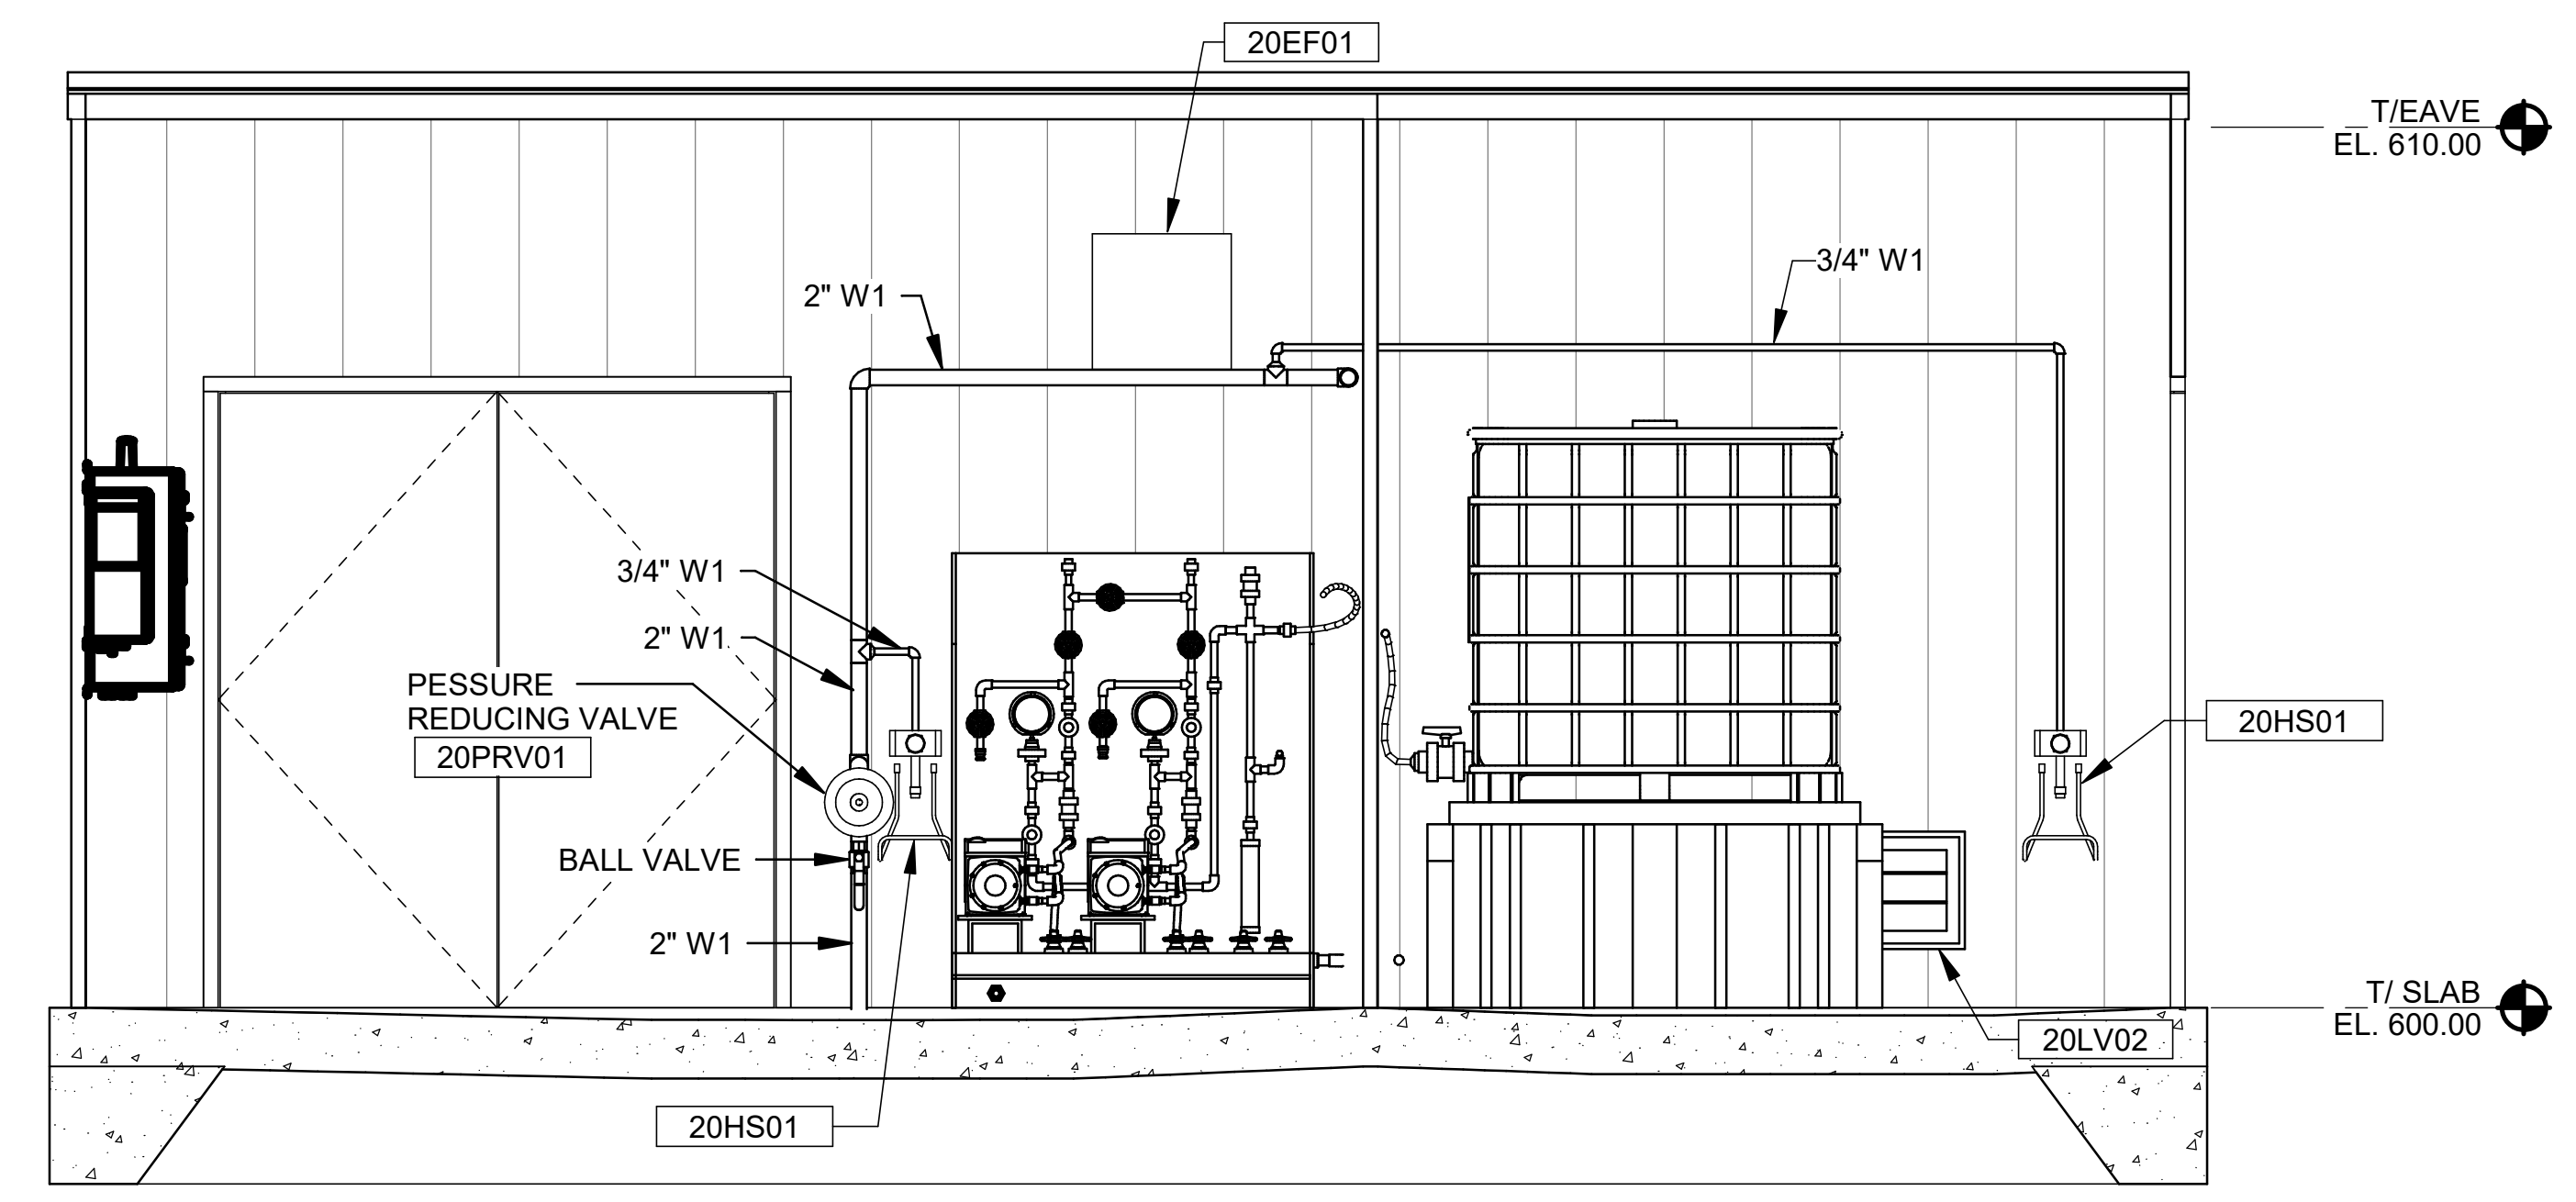 20EF01
T/EAVE
EL. 610.00
3/4" W1
2" W1
3/4" W1
2" W1
PESSURE
REDUCING VALVE
20PRV01
20HS01
BALL VALVE
2" W1
T/ SLAB
EL. 600.00
20LV02
20HS01